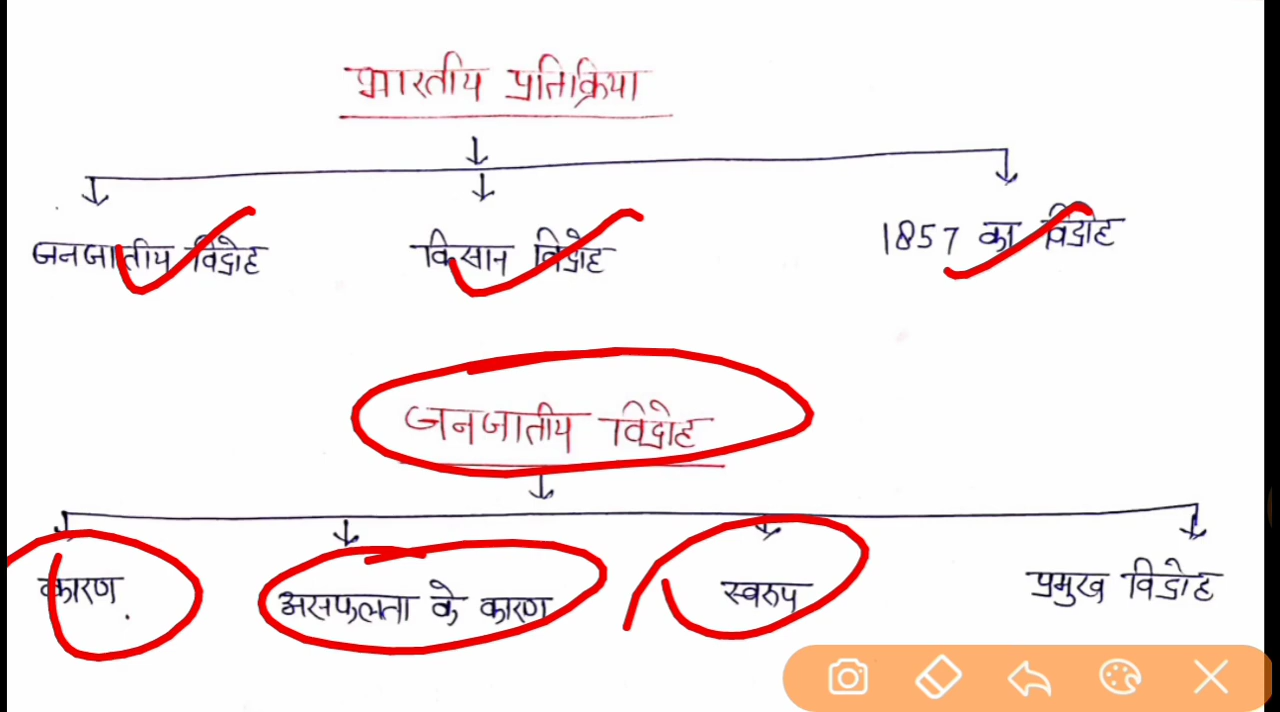 भारतीय प्रतिक्रिया
जनजातीय विद्रोह किसान विद्रोह 1857 का विद्रोह
जनजातीय विद्रोह
कारण असफलता के कारण स्वरुप प्रमुख विद्रोह